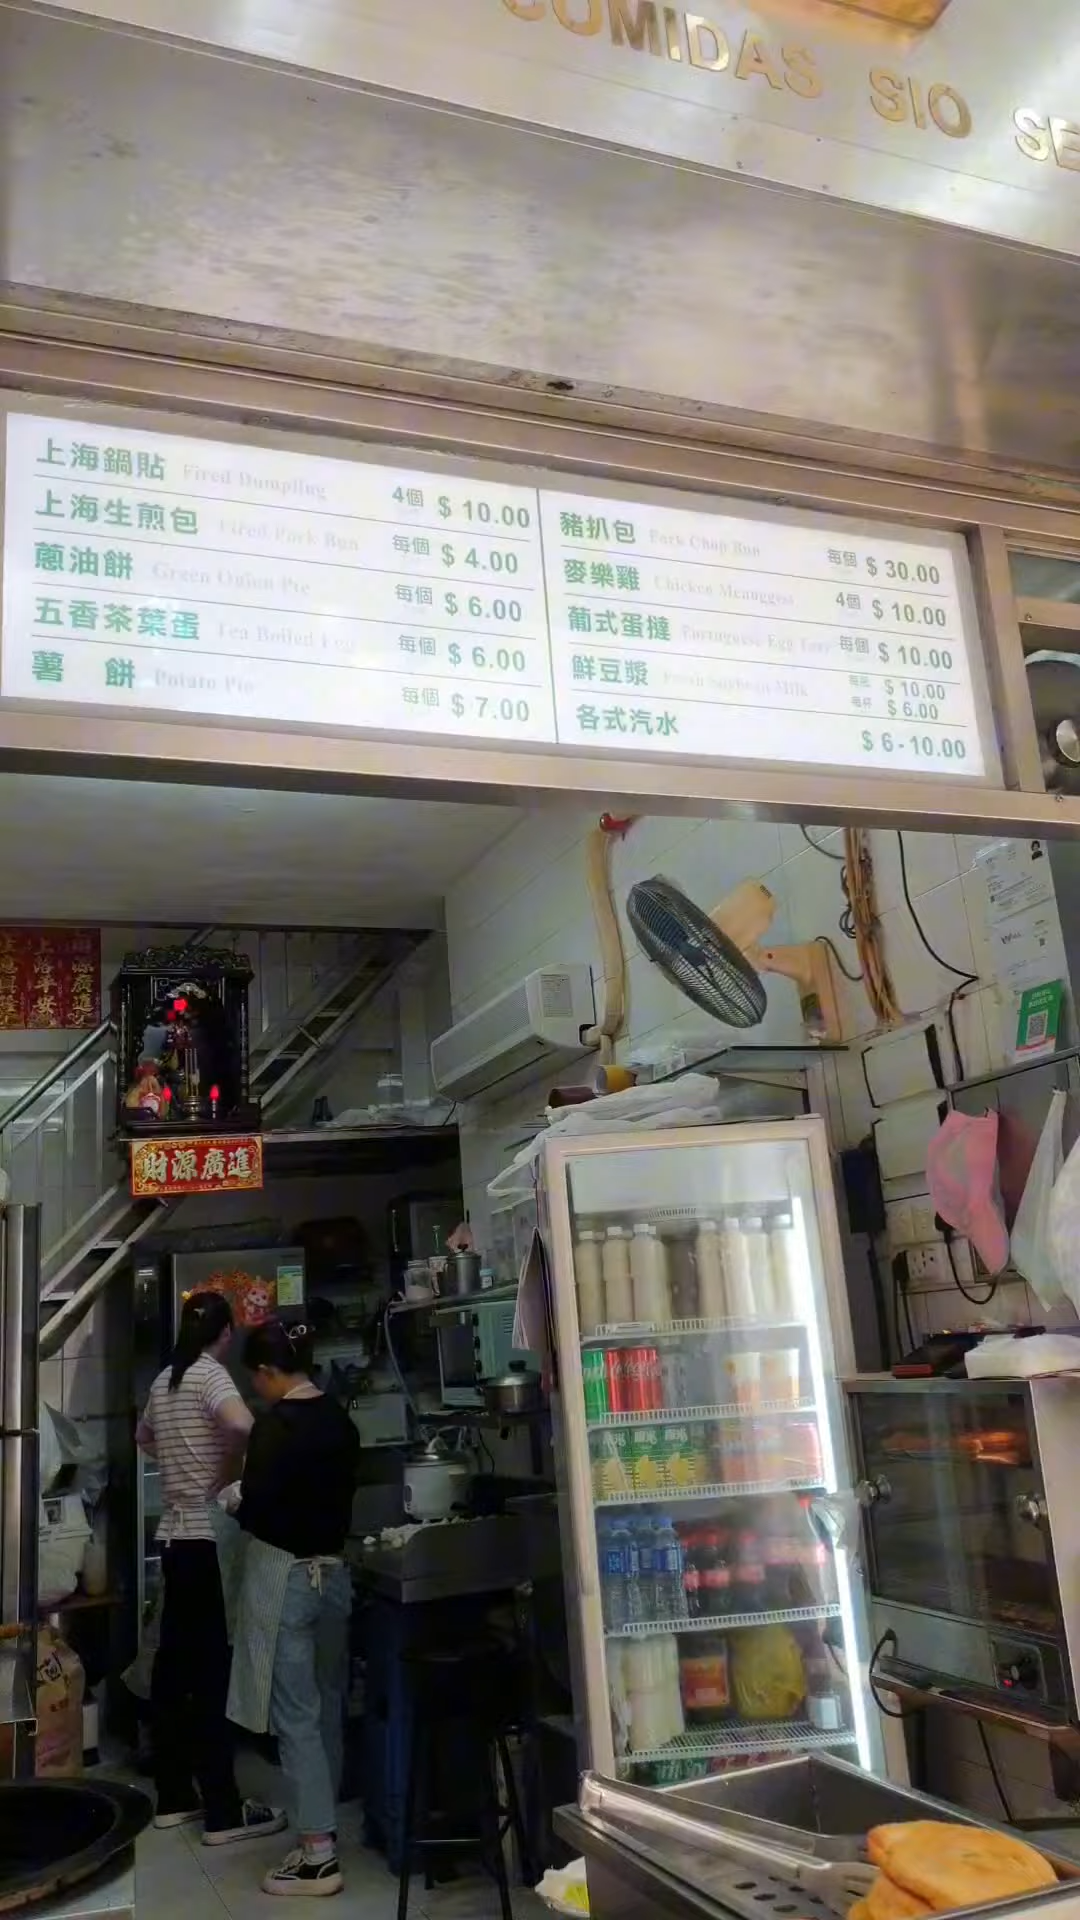 COMIDAS SIO SE
上海鍋貼 Fired Dumpling 4個 $ 10.00
上海生煎包 Fired Pork Bun 每個 $ 4.00
蔥油餅 Green Onion Pie 每個 $ 6.00
五香茶葉蛋 Tea Boiled Egg 每個 $ 6.00
薯 餅 Potato Pie 每個 $ 7.00
豬扒包 Pork Chop Bun 每個 $ 30.00
麥樂雞 Chicken Mcnuggest 4個 $ 10.00
葡式蛋撻 Portuguese Egg Tart 每個 $ 10.00
鮮豆漿 Fresh Soybean Milk 每瓶 $ 10.00
每杯 $ 6.00
各式汽水 $ 6-10.00
財源廣進